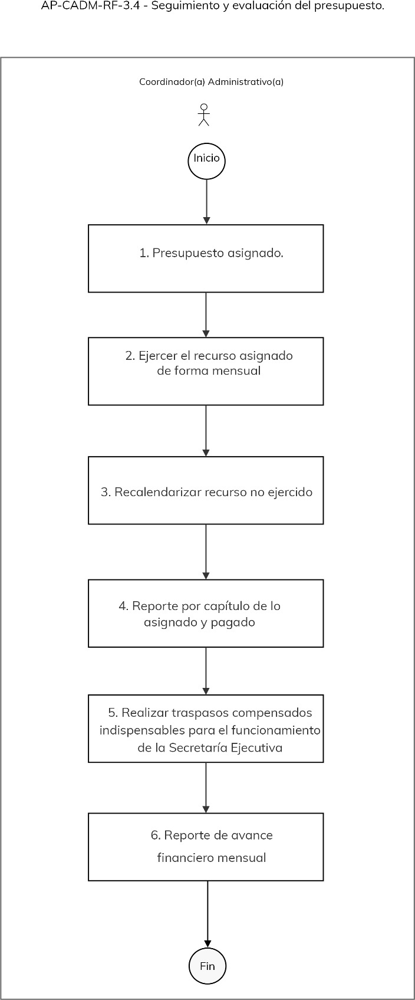 AP-CADM-RF-3.4 - Seguimiento y evaluación del presupuesto.
Coordinador(a) Administrativo(a)
Inicio
1. Presupuesto asignado.
2. Ejercer el recurso asignado
de forma mensual
3. Recalendarizar recurso no ejercido
4. Reporte por capítulo de lo
asignado y pagado
5. Realizar traspasos compensados
indispensables para el funcionamiento
de la Secretaría Ejecutiva
6. Reporte de avance
financiero mensual
Fin